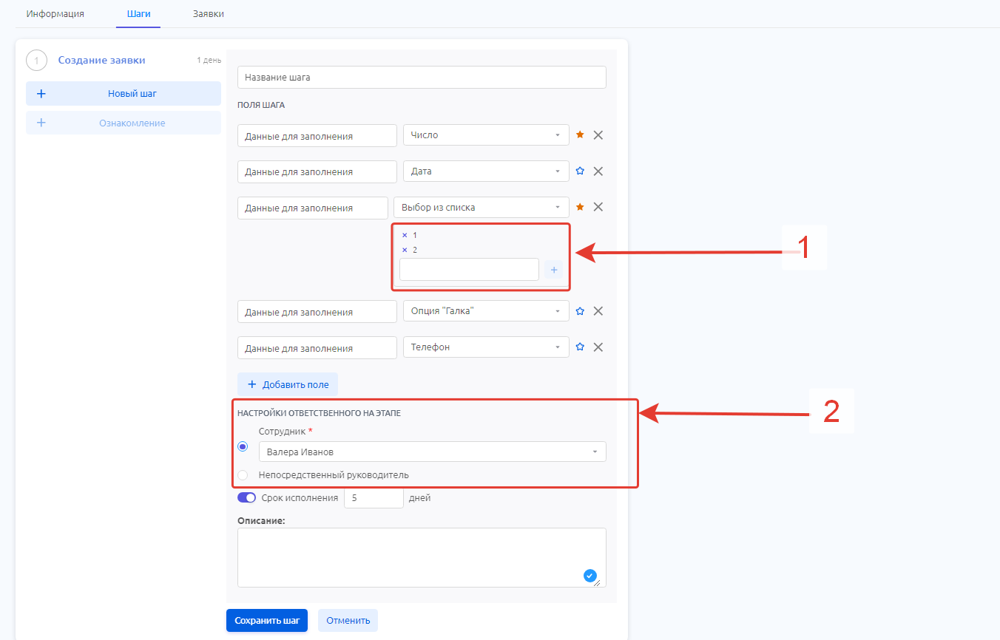 Информация Шаги Заявки
1 Создание заявки 1 день
Новый шаг
Ознакомление
Название шага
ПОЛЯ ШАГА
Данные для заполнения Число
Данные для заполнения Дата
Данные для заполнения Выбор из списка
× 1
× 2
+
1
Данные для заполнения Опция "Галка"
Данные для заполнения Телефон
+ Добавить поле
НАСТРОЙКИ ОТВЕТСТВЕННОГО НА ЭТАПЕ
2
Сотрудник *
Валера Иванов
Непосредственный руководитель
Срок исполнения 5 дней
Описание:
Сохранить шаг Отменить